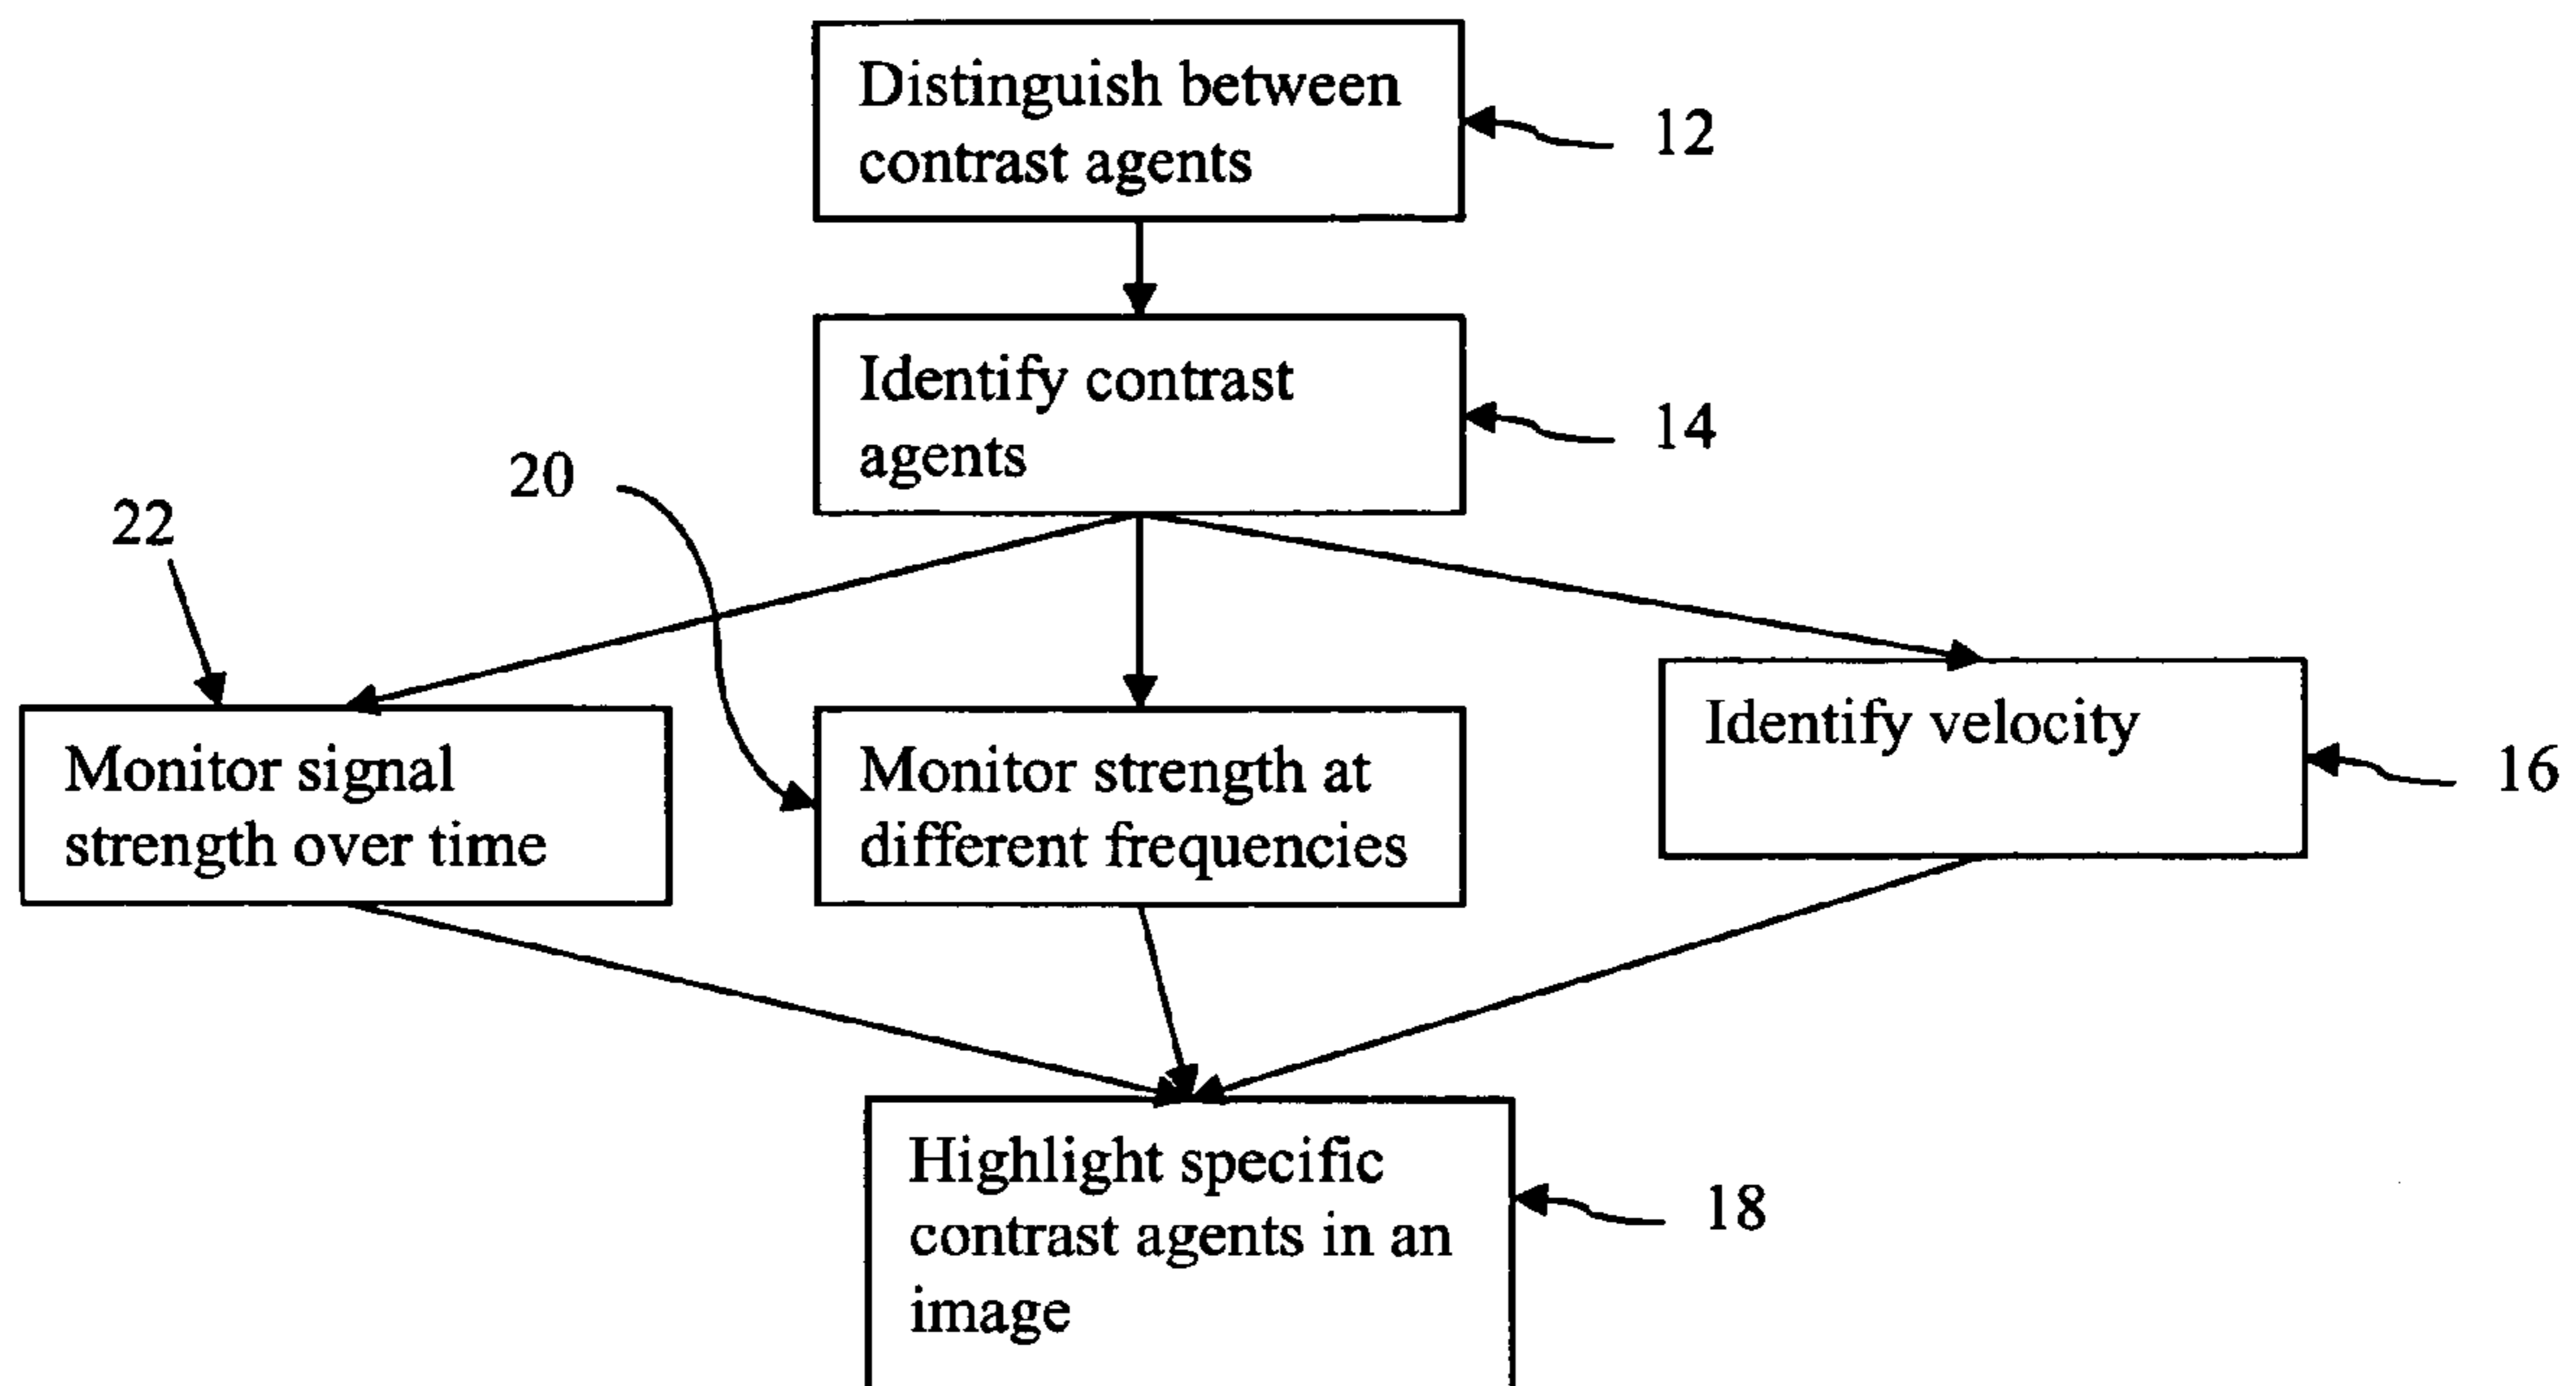 Distinguish between
contrast agents
12
Identify contrast
agents
14
20
22
Monitor signal
strength over time
Monitor strength at
different frequencies
Identify velocity
16
Highlight specific
contrast agents in an
image
18